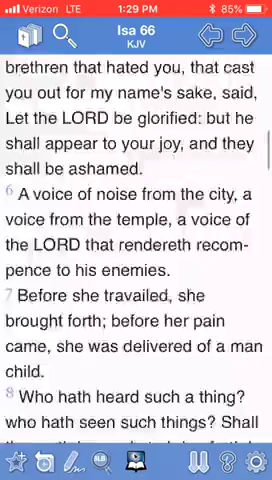 Verizon LTE 1:29 PM 85%
Isa 66
KJV
brethren that hated you, that cast
you out for my name's sake, said,
Let the LORD be glorified: but he
shall appear to your joy, and they
shall be ashamed.
6 A voice of noise from the city, a
voice from the temple, a voice of
the LORD that rendereth recom-
pence to his enemies.
7 Before she travailed, she
brought forth; before her pain
came, she was delivered of a man
child.
8 Who hath heard such a thing?
who hath seen such things? Shall